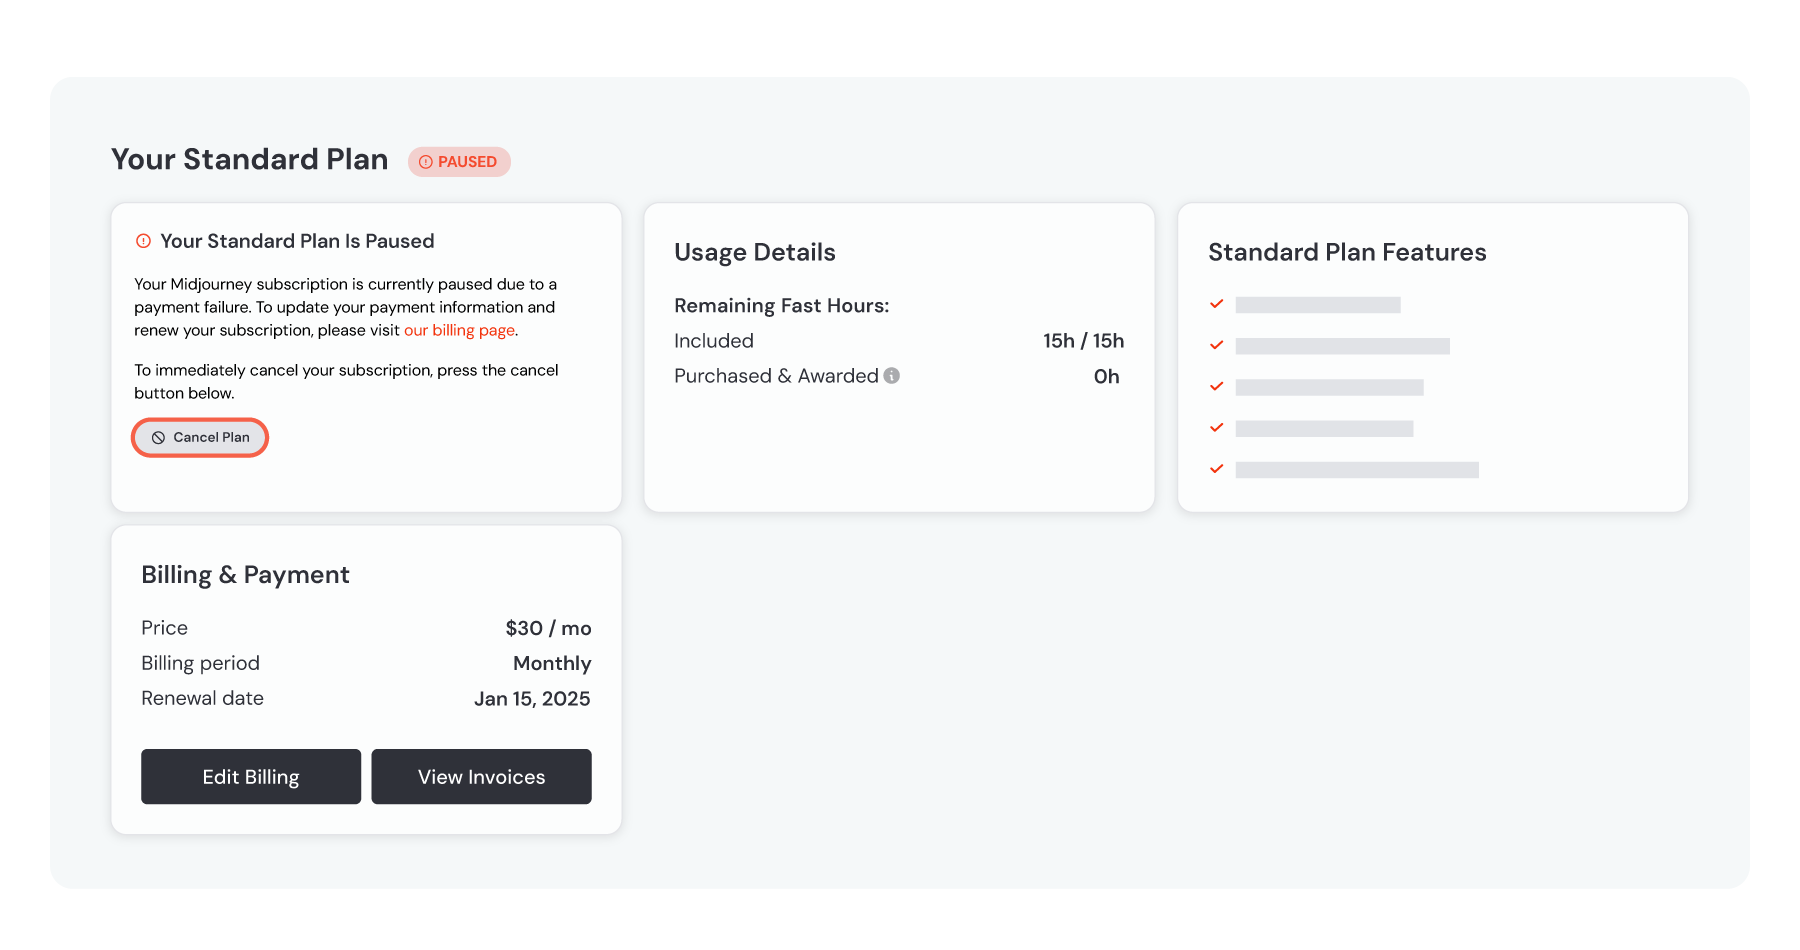 Your Standard Plan
PAUSED
Your Standard Plan Is Paused
Your Midjourney subscription is currently paused due to a
payment failure. To update your payment information and
renew your subscription, please visit our billing page.
To immediately cancel your subscription, press the cancel
button below.
Cancel Plan
Usage Details
Remaining Fast Hours:
Included 15h / 15h
Purchased & Awarded 0h
Standard Plan Features
Billing & Payment
Price $30 / mo
Billing period Monthly
Renewal date Jan 15, 2025
Edit Billing View Invoices